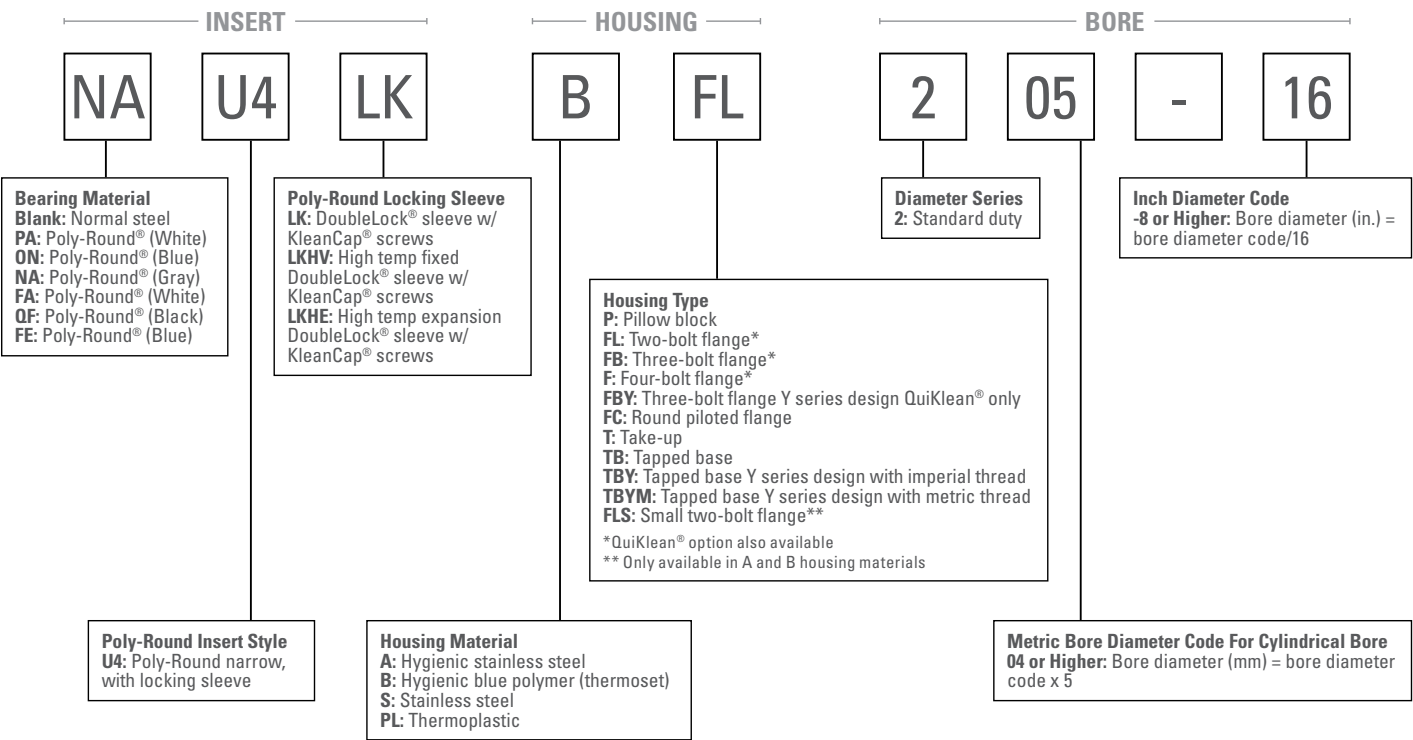 INSERT
HOUSING
BORE
NA
U4
LK
B
FL
2
05
-
16
Bearing Material
Blank: Normal steel
PA: Poly-Round® (White)
ON: Poly-Round® (Blue)
NA: Poly-Round® (Gray)
FA: Poly-Round® (White)
QF: Poly-Round® (Black)
FE: Poly-Round® (Blue)
Poly-Round Locking Sleeve
LK: DoubleLock® sleeve w/
KleanCap® screws
LKHV: High temp fixed
DoubleLock® sleeve w/
KleanCap® screws
LKHE: High temp expansion
DoubleLock® sleeve w/
KleanCap® screws
Diameter Series
2: Standard duty
Inch Diameter Code
-8 or Higher: Bore diameter (in.) =
bore diameter code/16
Housing Type
P: Pillow block
FL: Two-bolt flange*
FB: Three-bolt flange*
F: Four-bolt flange*
FBY: Three-bolt flange Y series design QuiKlean® only
FC: Round piloted flange
T: Take-up
TB: Tapped base
TBY: Tapped base Y series design with imperial thread
TBYM: Tapped base Y series design with metric thread
FLS: Small two-bolt flange**
*QuiKlean® option also available
** Only available in A and B housing materials
Poly-Round Insert Style
U4: Poly-Round narrow,
with locking sleeve
Housing Material
A: Hygienic stainless steel
B: Hygienic blue polymer (thermoset)
S: Stainless steel
PL: Thermoplastic
Metric Bore Diameter Code For Cylindrical Bore
04 or Higher: Bore diameter (mm) = bore diameter
code x 5